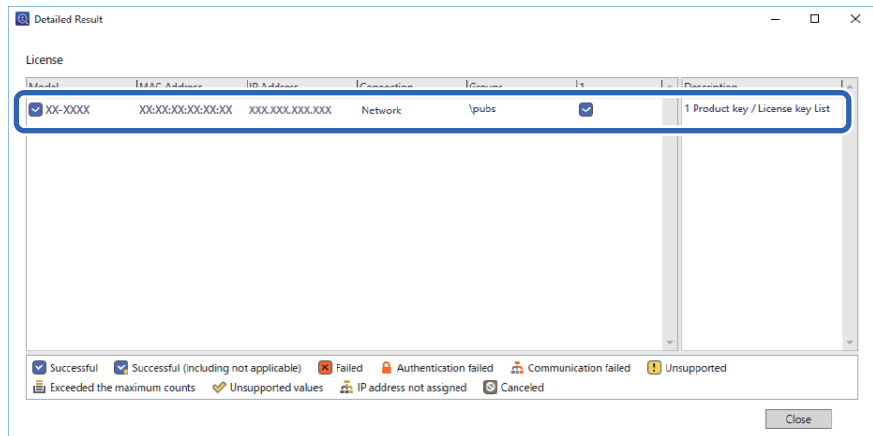 Detailed Result
License
Model MAC Address IP Address Connection Groups 1 Description
XX-XXXX XX:XX:XX:XX:XX:XX XXX.XXX.XXX.XXX Network \pubs 1 Product key / License key List
Successful Successful (including not applicable) Failed Authentication failed Communication failed Unsupported
Exceeded the maximum counts Unsupported values IP address not assigned Canceled
Close